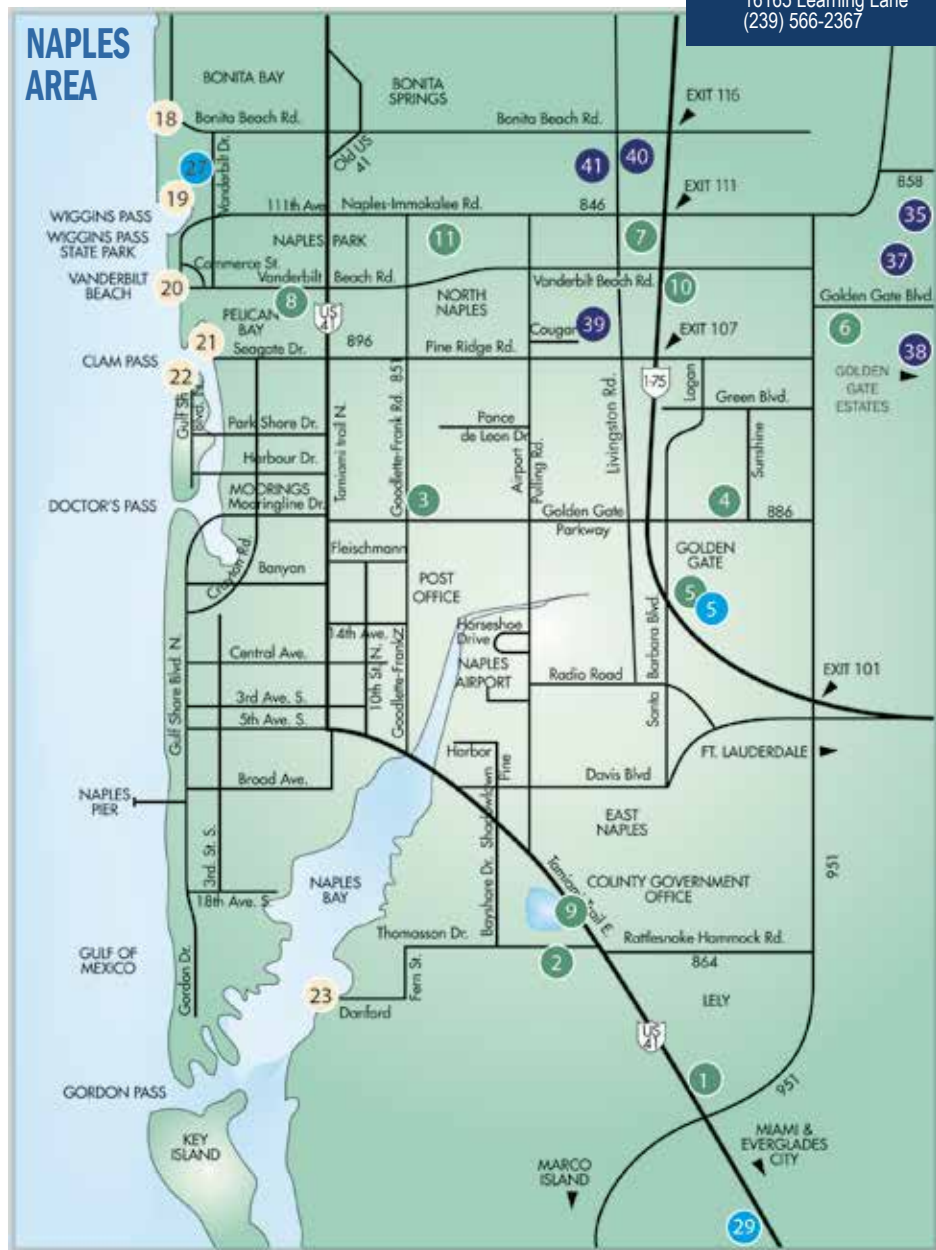 16165 Learning Lane
(239) 566-2367
NAPLES
AREA
BONITA BAY
BONITA
SPRINGS
EXIT 116
18
Bonita Beach Rd.
Bonita Beach Rd.
Vanderbilt Dr.
Old US
41
27
41
40
EXIT 111
858
19
111th Ave
Naples-Immokalee Rd.
846
35
WIGGINS PASS
WIGGINS PASS
STATE PARK
NAPLES PARK
11
7
37
Commerce St.
VANDERBILT
BEACH
20
Vanderbilt Beach Rd.
Vanderbilt Beach Rd.
10
Golden Gate Blvd.
8
US
41
NORTH
NAPLES
PELICAN
BAY
Cougar
39
6
21
896
EXIT 107
Seagate Dr.
Pine Ridge Rd.
38
CLAM PASS
22
851
I-75
Logan
GOLDEN
GATE
ESTATES
Green Blvd.
Park Shore Dr.
Tamiami trail N.
Goodlette-Frank Rd.
Ponce
de Leon Dr
Airport
Pulling Rd.
Livingston Rd.
Sunshine
Harbour Dr.
MOORINGS
Mooringline Dr.
DOCTOR'S PASS
3
4
Golden Gate
Parkway
886
Fleischmann
GOLDEN
GATE
Crayton Rd.
Banyan
POST
OFFICE
5
5
14th Ave.
Horseshoe
Drive
Barbara Blvd.
Santa
Central Ave.
10th St. N.
Goodlette-Frank
NAPLES
AIRPORT
Radio Road
EXIT 101
Gulf Shore Blvd. N.
3rd Ave. S.
5th Ave. S.
Harbor
Pine
FT. LAUDERDALE
Broad Ave.
Davis Blvd
NAPLES
PIER
Shadowlawn
EAST
NAPLES
3rd. St. S.
951
NAPLES
BAY
Bayshore Dr.
Tamiami Trail E.
COUNTY GOVERNMENT
OFFICE
18th Ave. S
9
Thomasson Dr.
Rattlesnake Hammock Rd.
GULF OF
MEXICO
2
864
Gordon Dr.
Fern St.
23
Danford
LELY
US
41
GORDON PASS
1
951
KEY
ISLAND
MIAMI &
EVERGLADES
CITY
MARCO
ISLAND
29